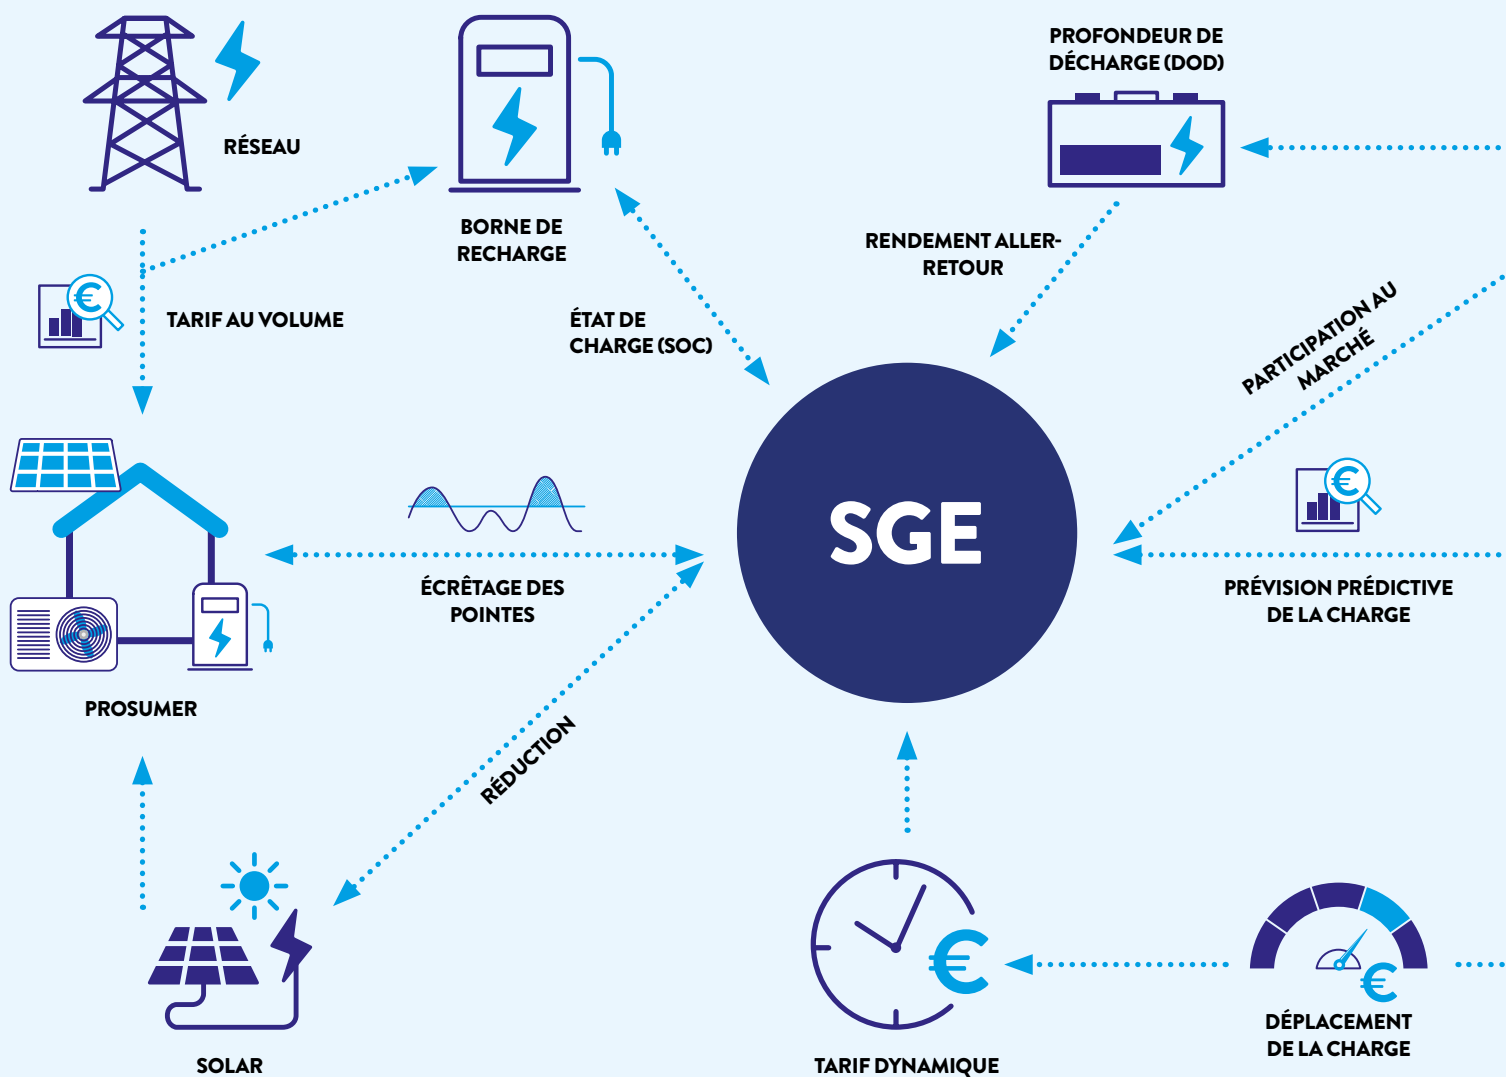 PROFONDEUR DE
DÉCHARGE (DOD)
RÉSEAU
BORNE DE
RECHARGE
RENDEMENT ALLER-
RETOUR
TARIF AU VOLUME
ÉTAT DE
CHARGE (SOC)
PARTICIPATION AU
MARCHÉ
€
€
SGE
ÉCRÊTAGE DES
POINTES
PRÉVISION PRÉDICTIVE
DE LA CHARGE
PROSUMER
RÉDUCTION
€
€
DÉPLACEMENT
DE LA CHARGE
SOLAR
TARIF DYNAMIQUE